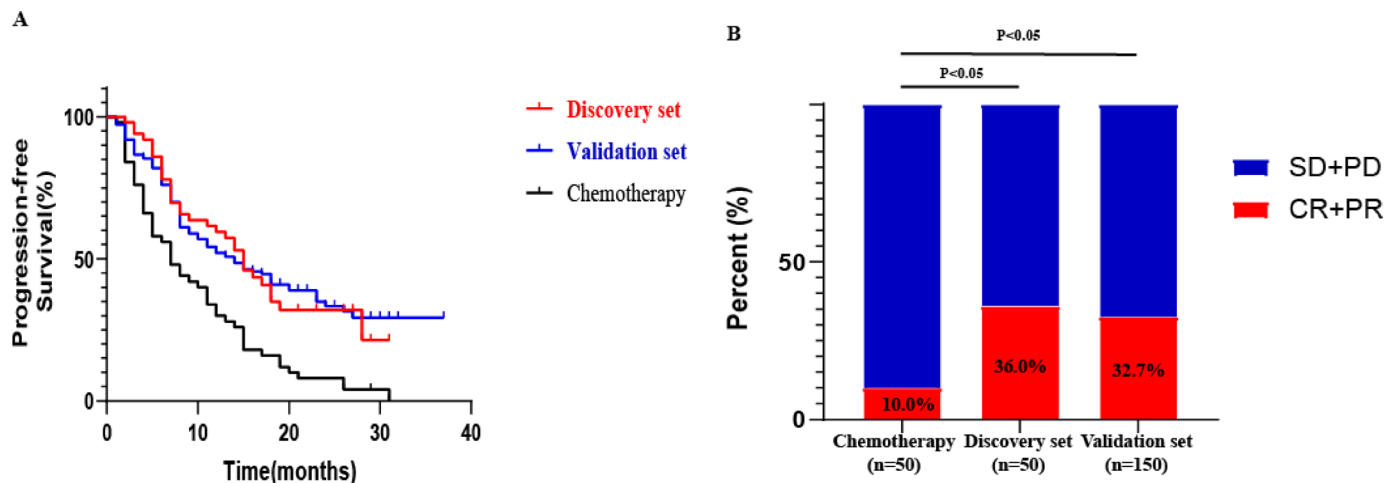 A
Progression-free
Survival(%)
100
50
0
0 10 20 30 40
Time(months)
Discovery set
Validation set
Chemotherapy
B
P<0.05
P<0.05
Percent (%)
50
0
10.0%
36.0%
32.7%
Chemotherapy Discovery set Validation set
(n=50) (n=50) (n=150)
SD+PD
CR+PR